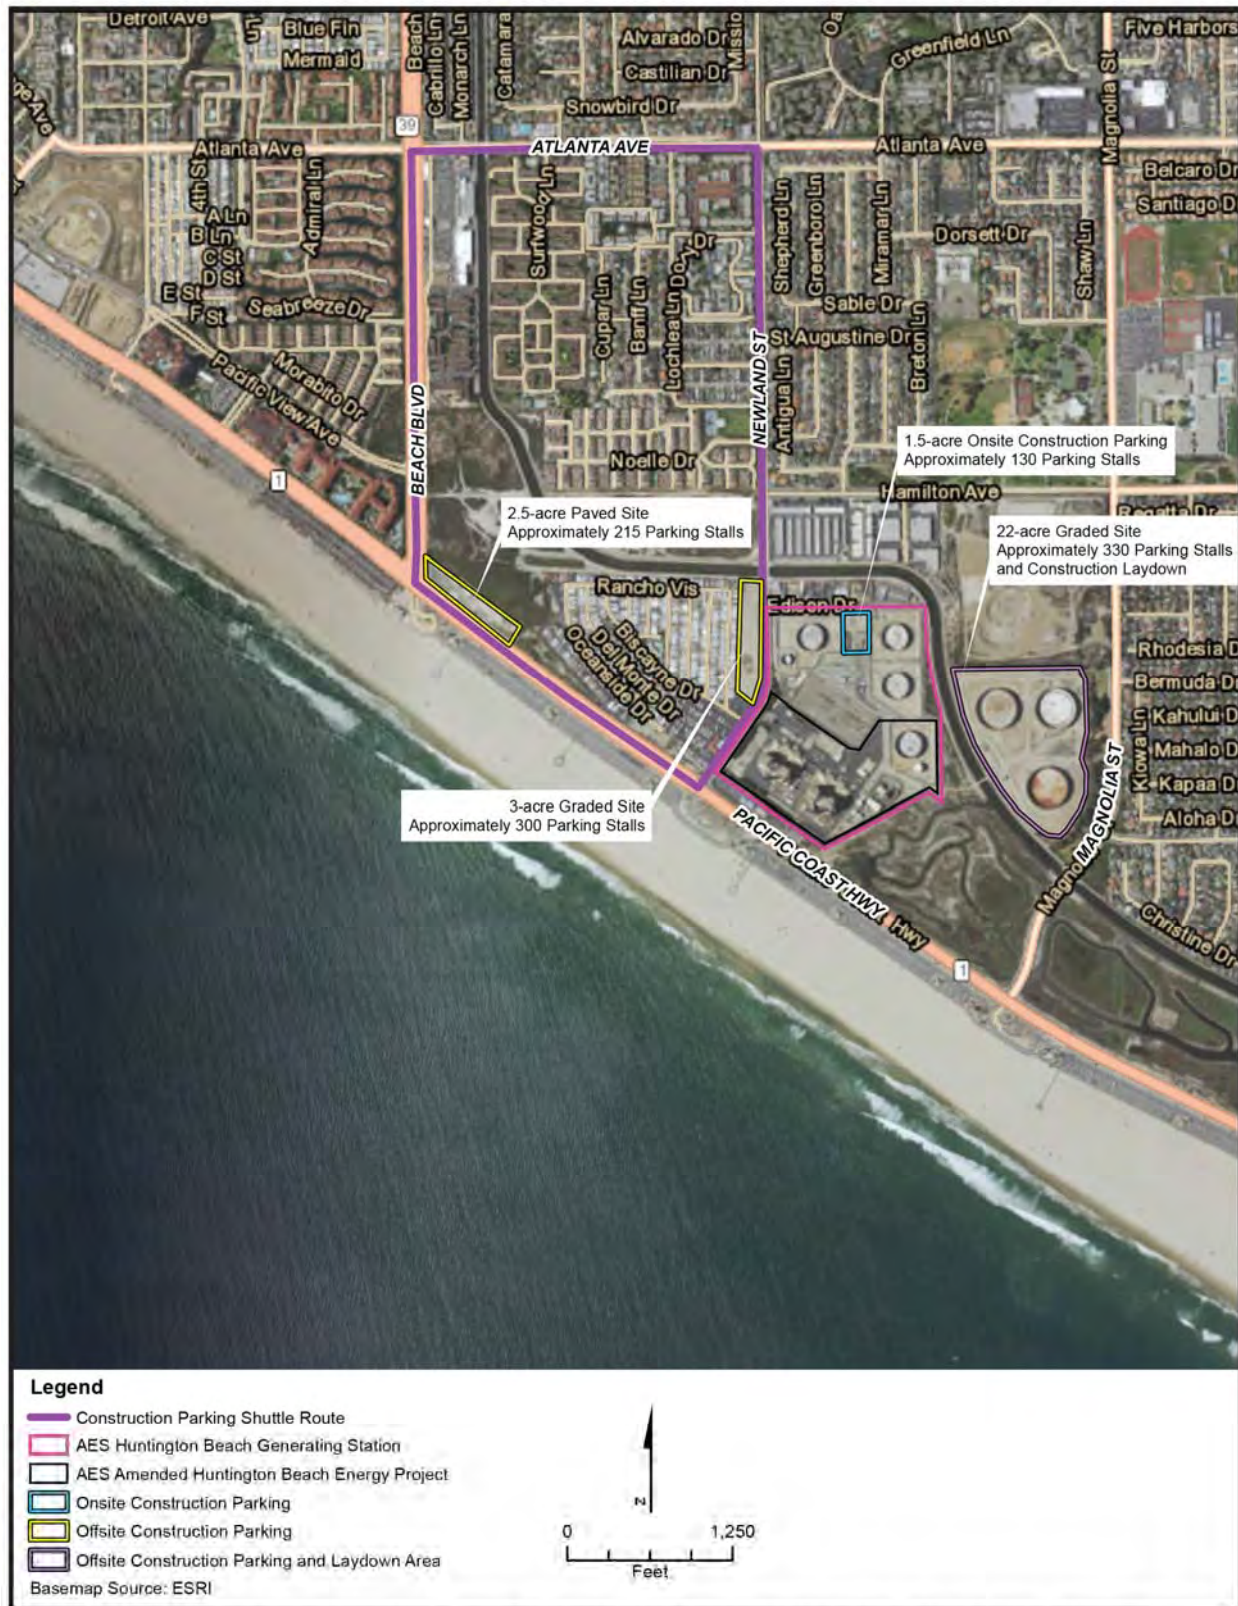 Detroit Ave
Blue Fin
Mermaid
Beach
Cabrillo Ln
Monarch Ln
Catamara
Alvarado Dr
Castilian Dr
Missio
Snowbird Dr
Oa
Greenfield Ln
Magnolia St
Five Harbors
ge Ave
39
Atlanta Ave
ATLANTA AVE
Atlanta Ave
4th St
Admiral Ln
A Ln
B Ln
C St
D St
E St
F St
Seabreeze Dr
Morabito Dr
Pacific View Ave
1
BEACH BLVD
Surfwood Ln
Cupar Ln
Banff Ln
Lochlea Ln
Dory Dr
Noelle Dr
NEWLAND ST
Shepherd Ln
Greenboro Ln
Miramar Ln
Dorsett Dr
Shaw Ln
Belcaro Dr
Santiago Dr
Sable Dr
St Augustine Dr
Antigua Ln
Breton Ln
1.5-acre Onsite Construction Parking
Approximately 130 Parking Stalls
Hamilton Ave
Regatta Dr
2.5-acre Paved Site
Approximately 215 Parking Stalls
22-acre Graded Site
Approximately 330 Parking Stalls
and Construction Laydown
Rancho Vis
Edison Dr
Biscayne Dr
Del Monte Dr
Oceanside Dr
Rhodesia D
Bermuda Dr
Kahului D
Mahalo D
Kapaa D
Aloha Dr
Kiowa Ln
3-acre Graded Site
Approximately 300 Parking Stalls
PACIFIC COAST HWY
Hwy
MAGNOLIA ST
Magno
Christine Dr
1
Legend
Construction Parking Shuttle Route
AES Huntington Beach Generating Station
AES Amended Huntington Beach Energy Project
Onsite Construction Parking
Offsite Construction Parking
Offsite Construction Parking and Laydown Area
Basemap Source: ESRI
N
0 1,250
Feet